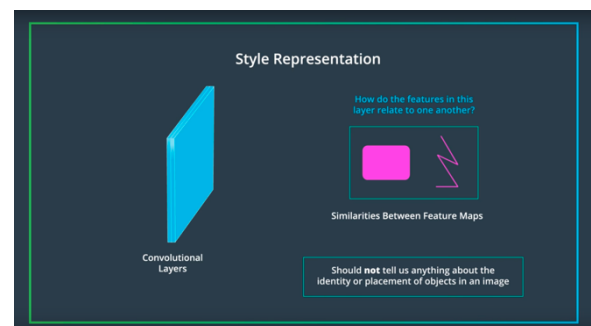 Style Representation
How do the features in this
layer relate to one another?
Similarities Between Feature Maps
Convolutional
Layers
Should not tell us anything about the
identity or placement of objects in an image